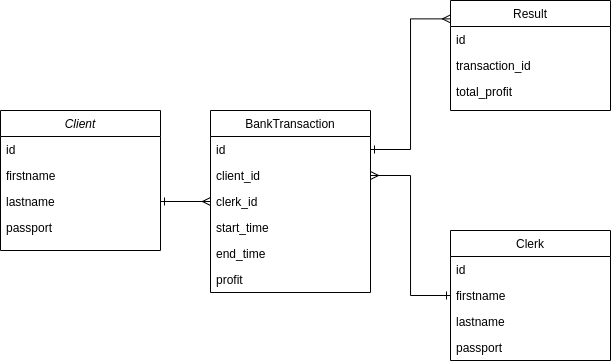 Client
id
firstname
lastname
passport
BankTransaction
id
client_id
clerk_id
start_time
end_time
profit
Result
id
transaction_id
total_profit
Clerk
id
firstname
lastname
passport